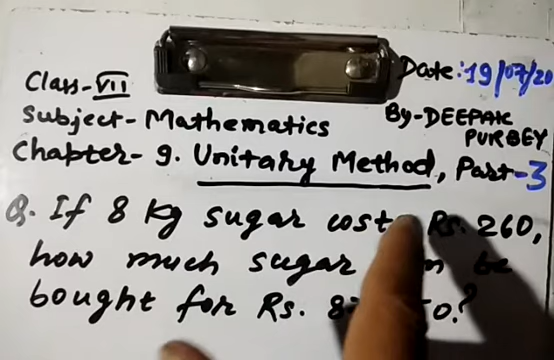 Date: 19/07/20
Class-VII
Subject- Mathematics
By-DEEPAK PURBEY
Chapter- 9. Unitary Method, Part-3
Q. If 8 Kg sugar costs Rs. 260,
how much sugar be
bought for Rs.